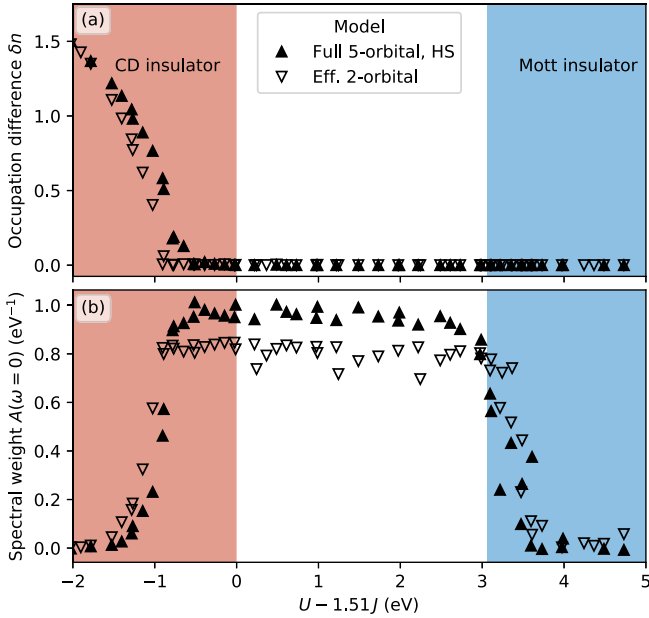 (a)
Model
Full 5-orbital, HS
Eff. 2-orbital
CD insulator
Mott insulator
Occupation difference δn
1.5
1.0
0.5
0.0
(b)
Spectral weight A(ω = 0) (eV⁻¹)
1.0
0.8
0.6
0.4
0.2
0.0
−2 −1 0 1 2 3 4 5
U − 1.51J (eV)